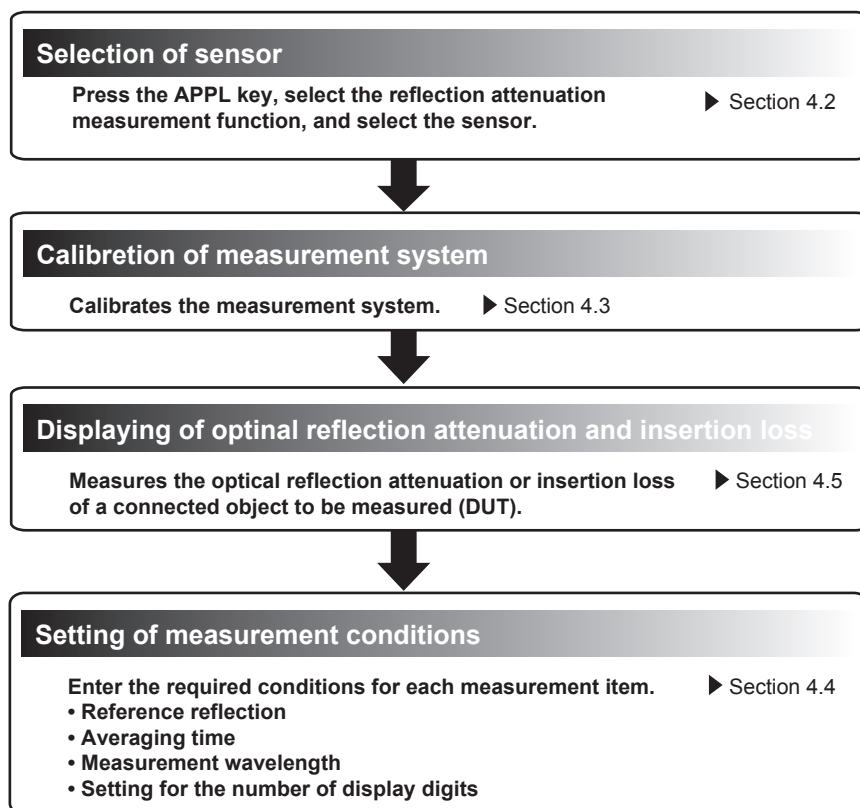 Selection of sensor
Press the APPL key, select the reflection attenuation
measurement function, and select the sensor.
▶ Section 4.2
Calibretion of measurement system
Calibrates the measurement system. ▶ Section 4.3
Displaying of optinal reflection attenuation and insertion loss
Measures the optical reflection attenuation or insertion loss
of a connected object to be measured (DUT).
▶ Section 4.5
Setting of measurement conditions
Enter the required conditions for each measurement item. ▶ Section 4.4
• Reference reflection
• Averaging time
• Measurement wavelength
• Setting for the number of display digits